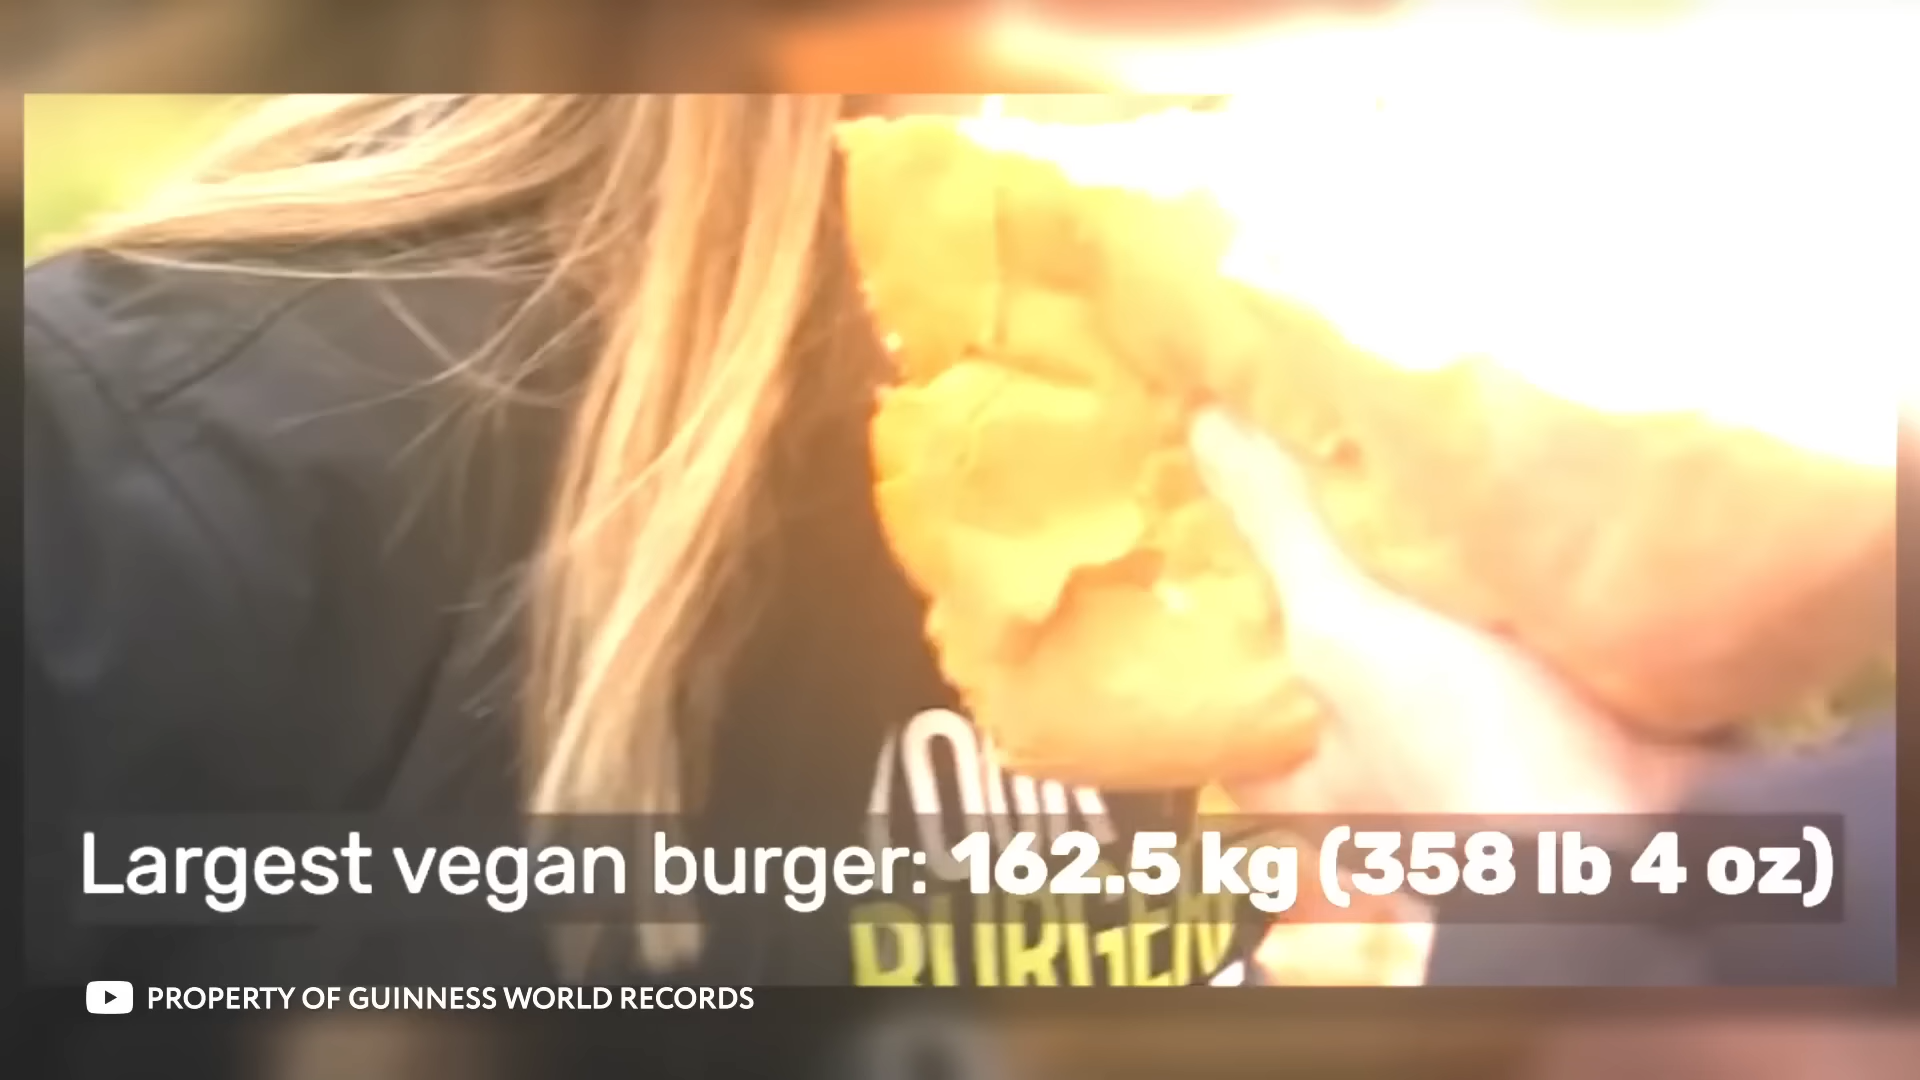 Largest vegan burger: 162.5 kg (358 lb 4 oz)
PROPERTY OF GUINNESS WORLD RECORDS